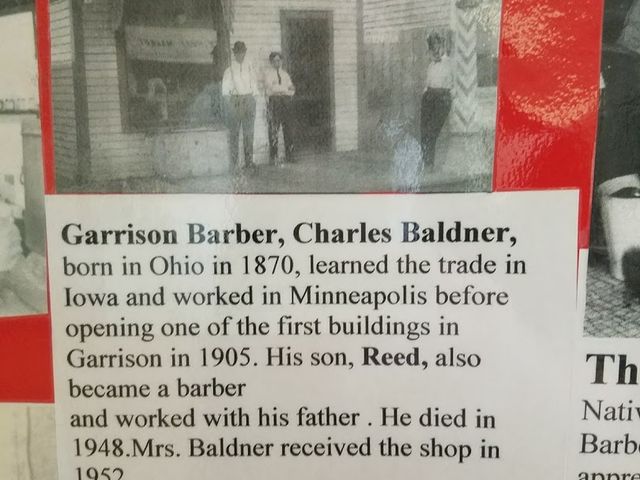 Garrison Barber, Charles Baldner,
born in Ohio in 1870, learned the trade in
Iowa and worked in Minneapolis before
opening one of the first buildings in
Garrison in 1905. His son, Reed, also
became a barber
and worked with his father . He died in
1948.Mrs. Baldner received the shop in
1952
Th
Nativ
Barb
appre